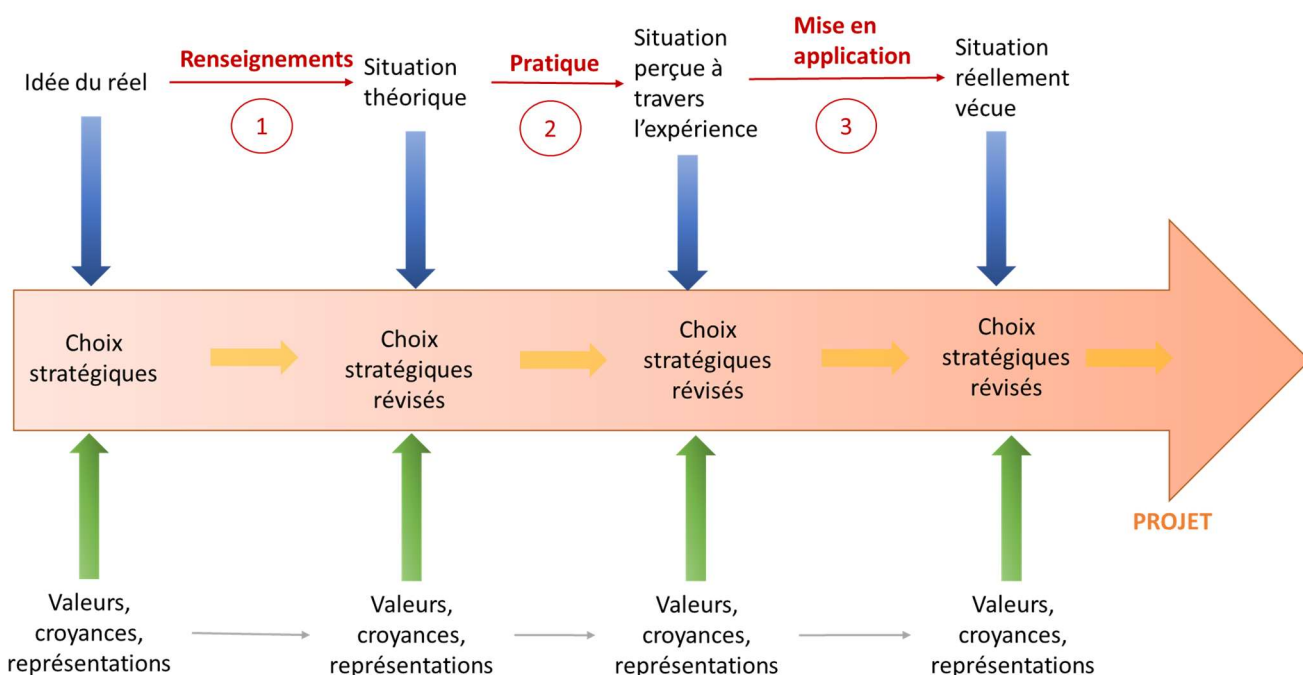 Idée du réel
Renseignements
1
Situation
théorique
Pratique
2
Situation
perçue à
travers
l'expérience
Mise en
application
3
Situation
réellement
vécue
Choix
stratégiques
Choix
stratégiques
révisés
Choix
stratégiques
révisés
Choix
stratégiques
révisés
PROJET
Valeurs,
croyances,
représentations
Valeurs,
croyances,
représentations
Valeurs,
croyances,
représentations
Valeurs,
croyances,
représentations